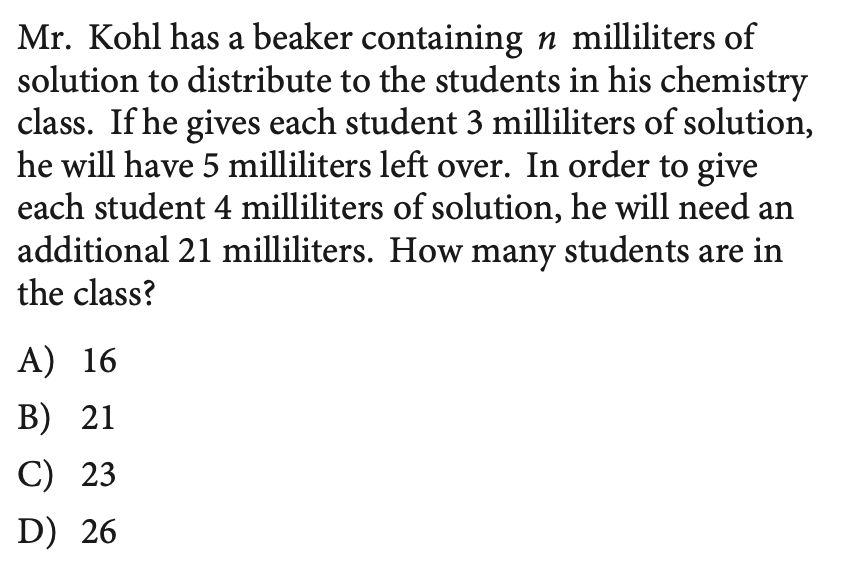 Mr. Kohl has a beaker containing n milliliters of
solution to distribute to the students in his chemistry
class. If he gives each student 3 milliliters of solution,
he will have 5 milliliters left over. In order to give
each student 4 milliliters of solution, he will need an
additional 21 milliliters. How many students are in
the class?
A) 16
B) 21
C) 23
D) 26